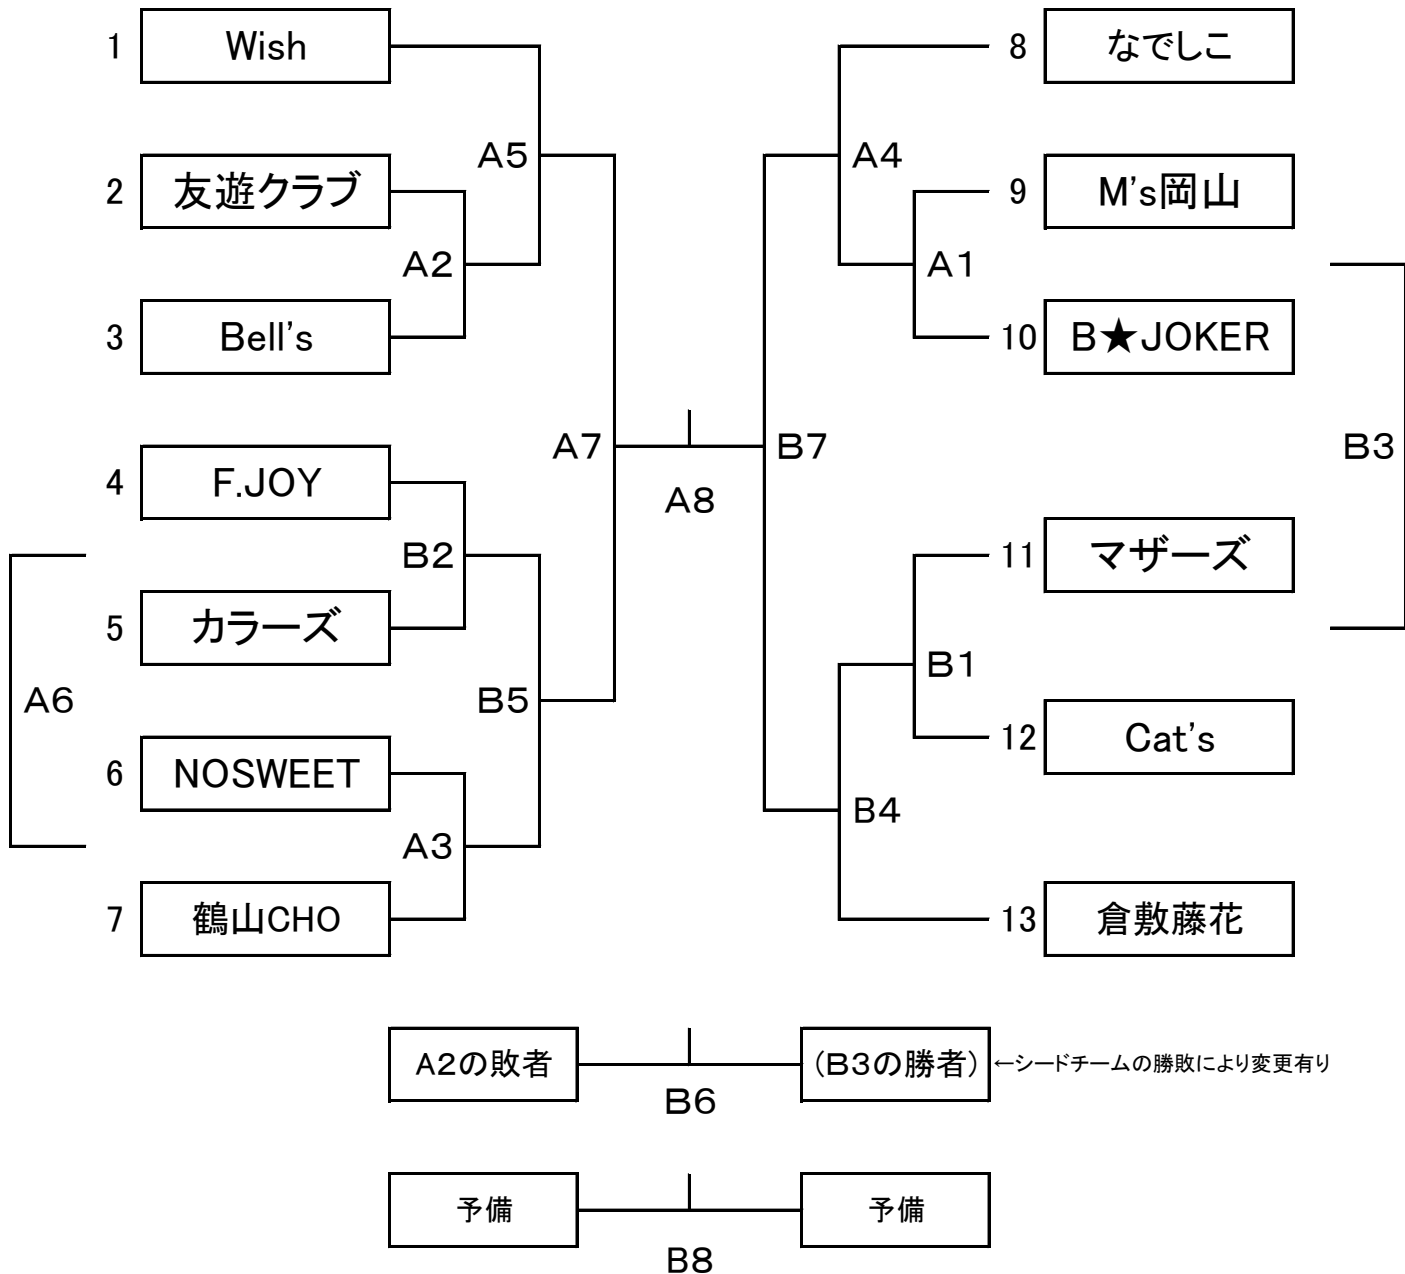 1 Wish
8 なでしこ
A5
A4
2 友遊クラブ
9 M's岡山
A2
A1
3 Bell's
10 B★JOKER
A7
B7
B3
4 F.JOY
A8
B2
11 マザーズ
5 カラーズ
B1
A6
B5
12 Cat's
6 NOSWEET
B4
A3
7 鶴山CHO
13 倉敷藤花
A2の敗者
(B3の勝者)
←シードチームの勝敗により変更有り
B6
予備
予備
B8